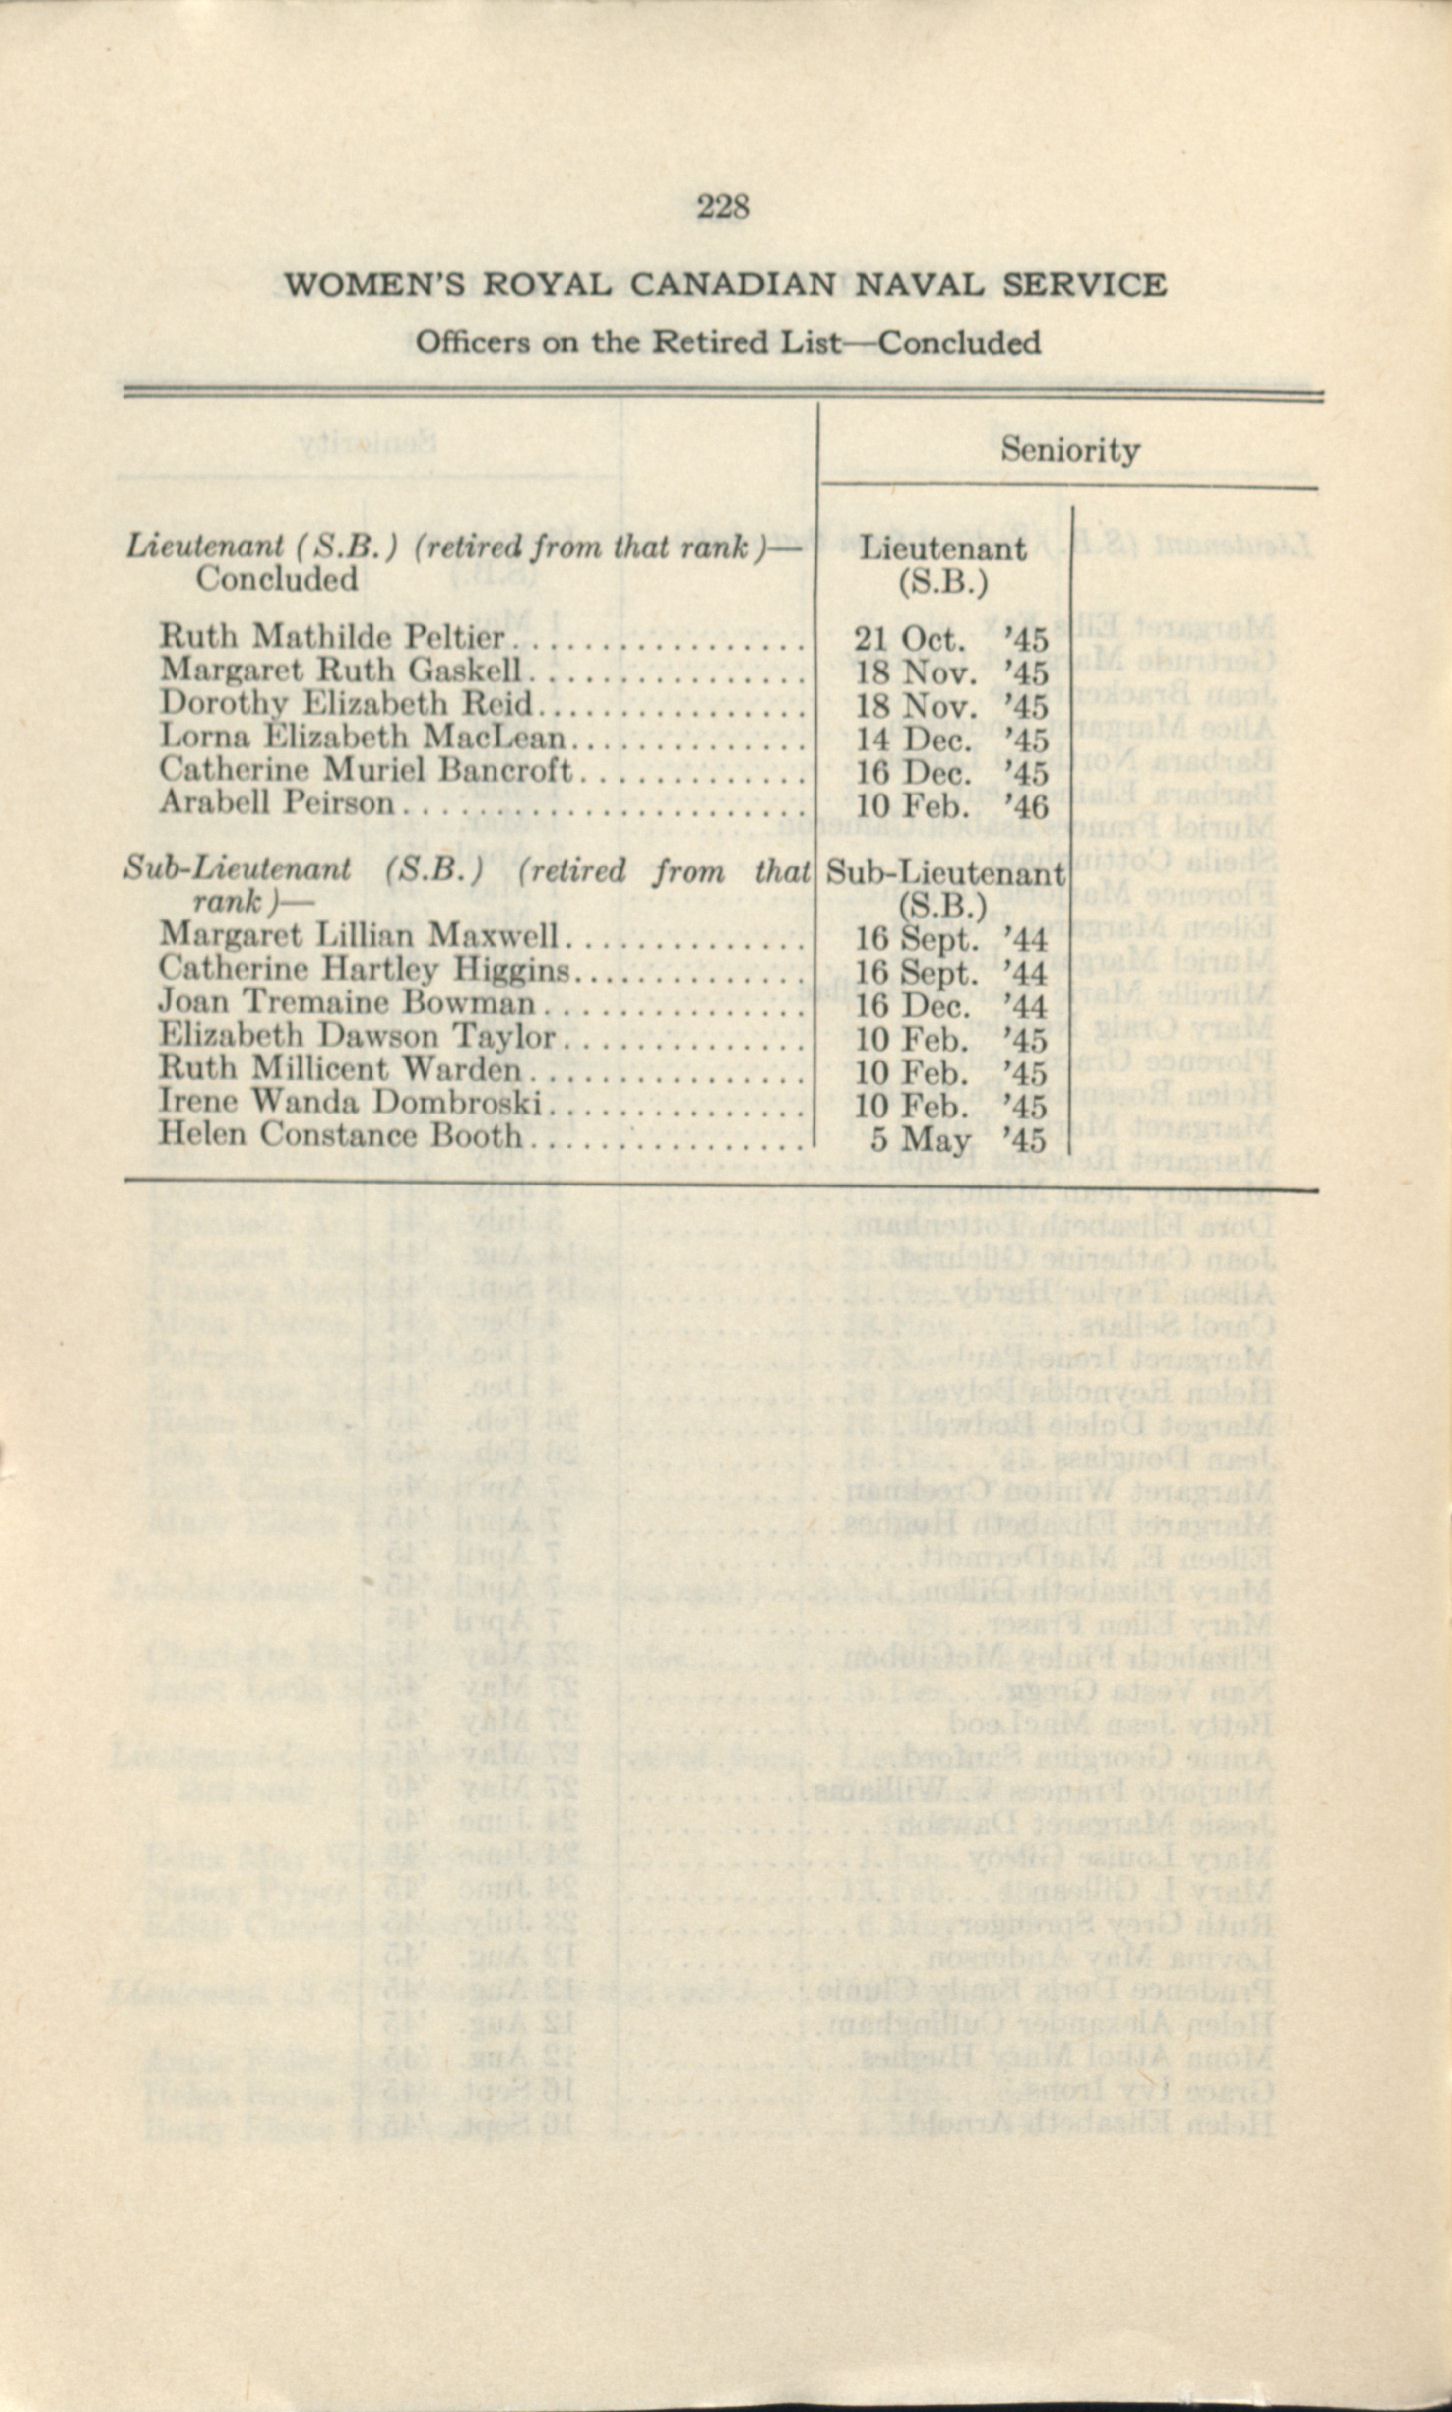 228
WOMEN'S ROYAL CANADIAN NAVAL SERVICE
Officers on the Retired List—Concluded
Seniority
Lieutenant (S.B.) (retired from that rank)— Lieutenant
Concluded (S.B.)
Ruth Mathilde Peltier.................. 21 Oct. '45
Margaret Ruth Gaskell................. 18 Nov. '45
Dorothy Elizabeth Reid................. 18 Nov. '45
Lorna Elizabeth MacLean............... 14 Dec. '45
Catherine Muriel Bancroft.............. 16 Dec. '45
Arabell Peirson........................ 10 Feb. '46
Sub-Lieutenant (S.B.) (retired from that Sub-Lieutenant
rank)— (S.B.)
Margaret Lillian Maxwell............... 16 Sept. '44
Catherine Hartley Higgins............... 16 Sept. '44
Joan Tremaine Bowman................ 16 Dec. '44
Elizabeth Dawson Taylor............... 10 Feb. '45
Ruth Millicent Warden................. 10 Feb. '45
Irene Wanda Dombroski................ 10 Feb. '45
Helen Constance Booth................. 5 May '45